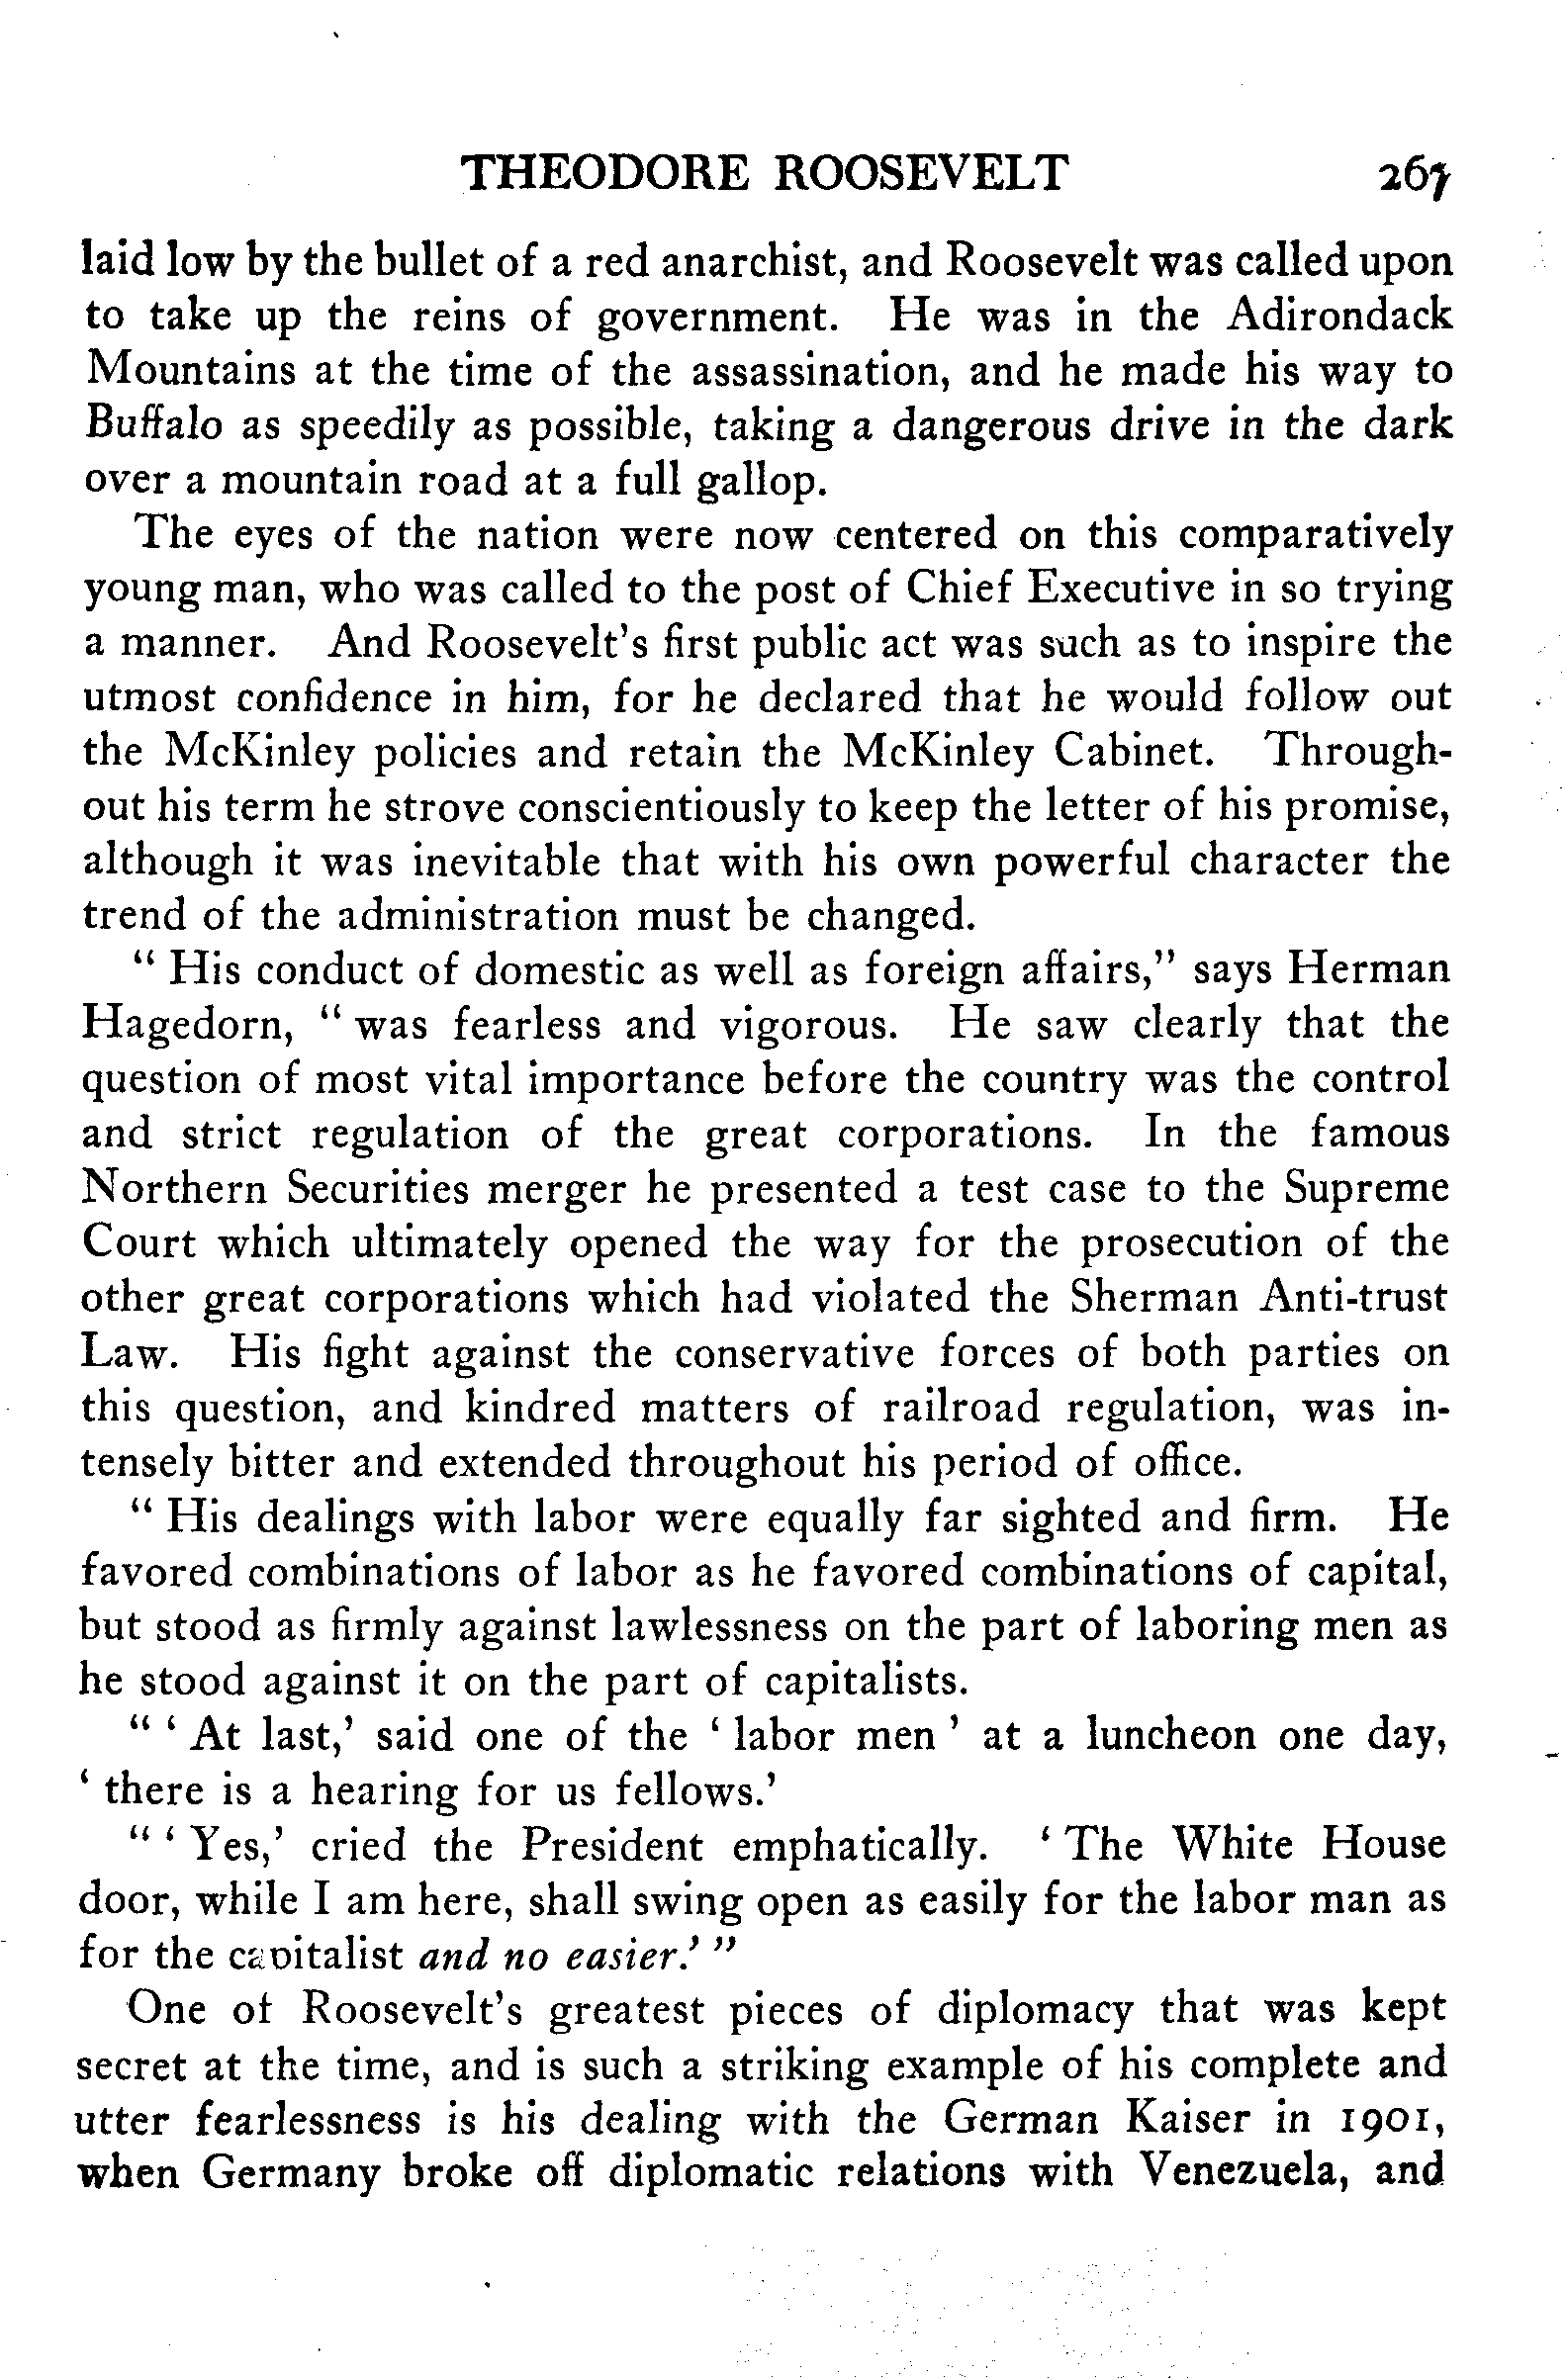 THEODORE ROOSEVELT 267
laid low by the bullet of a red anarchist, and Roosevelt was called upon
to take up the reins of government. He was in the Adirondack
Mountains at the time of the assassination, and he made his way to
Buffalo as speedily as possible, taking a dangerous drive in the dark
over a mountain road at a full gallop.
The eyes of the nation were now centered on this comparatively
young man, who was called to the post of Chief Executive in so trying
a manner. And Roosevelt's first public act was such as to inspire the
utmost confidence in him, for he declared that he would follow out
the McKinley policies and retain the McKinley Cabinet. Through-
out his term he strove conscientiously to keep the letter of his promise,
although it was inevitable that with his own powerful character the
trend of the administration must be changed.
" His conduct of domestic as well as foreign affairs," says Herman
Hagedorn, " was fearless and vigorous. He saw clearly that the
question of most vital importance before the country was the control
and strict regulation of the great corporations. In the famous
Northern Securities merger he presented a test case to the Supreme
Court which ultimately opened the way for the prosecution of the
other great corporations which had violated the Sherman Anti-trust
Law. His fight against the conservative forces of both parties on
this question, and kindred matters of railroad regulation, was in-
tensely bitter and extended throughout his period of office.
" His dealings with labor were equally far sighted and firm. He
favored combinations of labor as he favored combinations of capital,
but stood as firmly against lawlessness on the part of laboring men as
he stood against it on the part of capitalists.
" ' At last,' said one of the ' labor men ' at a luncheon one day,
' there is a hearing for us fellows.'
" ' Yes,' cried the President emphatically. ' The White House
door, while I am here, shall swing open as easily for the labor man as
for the capitalist and no easier.' "
One of Roosevelt's greatest pieces of diplomacy that was kept
secret at the time, and is such a striking example of his complete and
utter fearlessness is his dealing with the German Kaiser in 1901,
when Germany broke off diplomatic relations with Venezuela, and